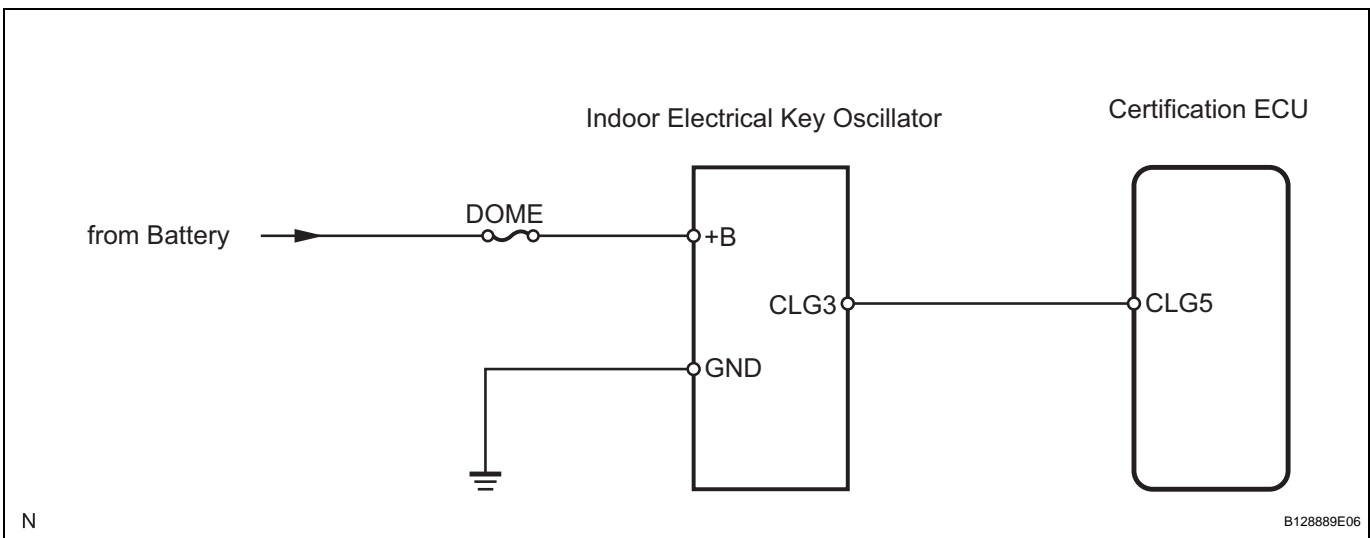 Indoor Electrical Key Oscillator
Certification ECU
from Battery
DOME
+B
CLG3
CLG5
GND
N
B128889E06